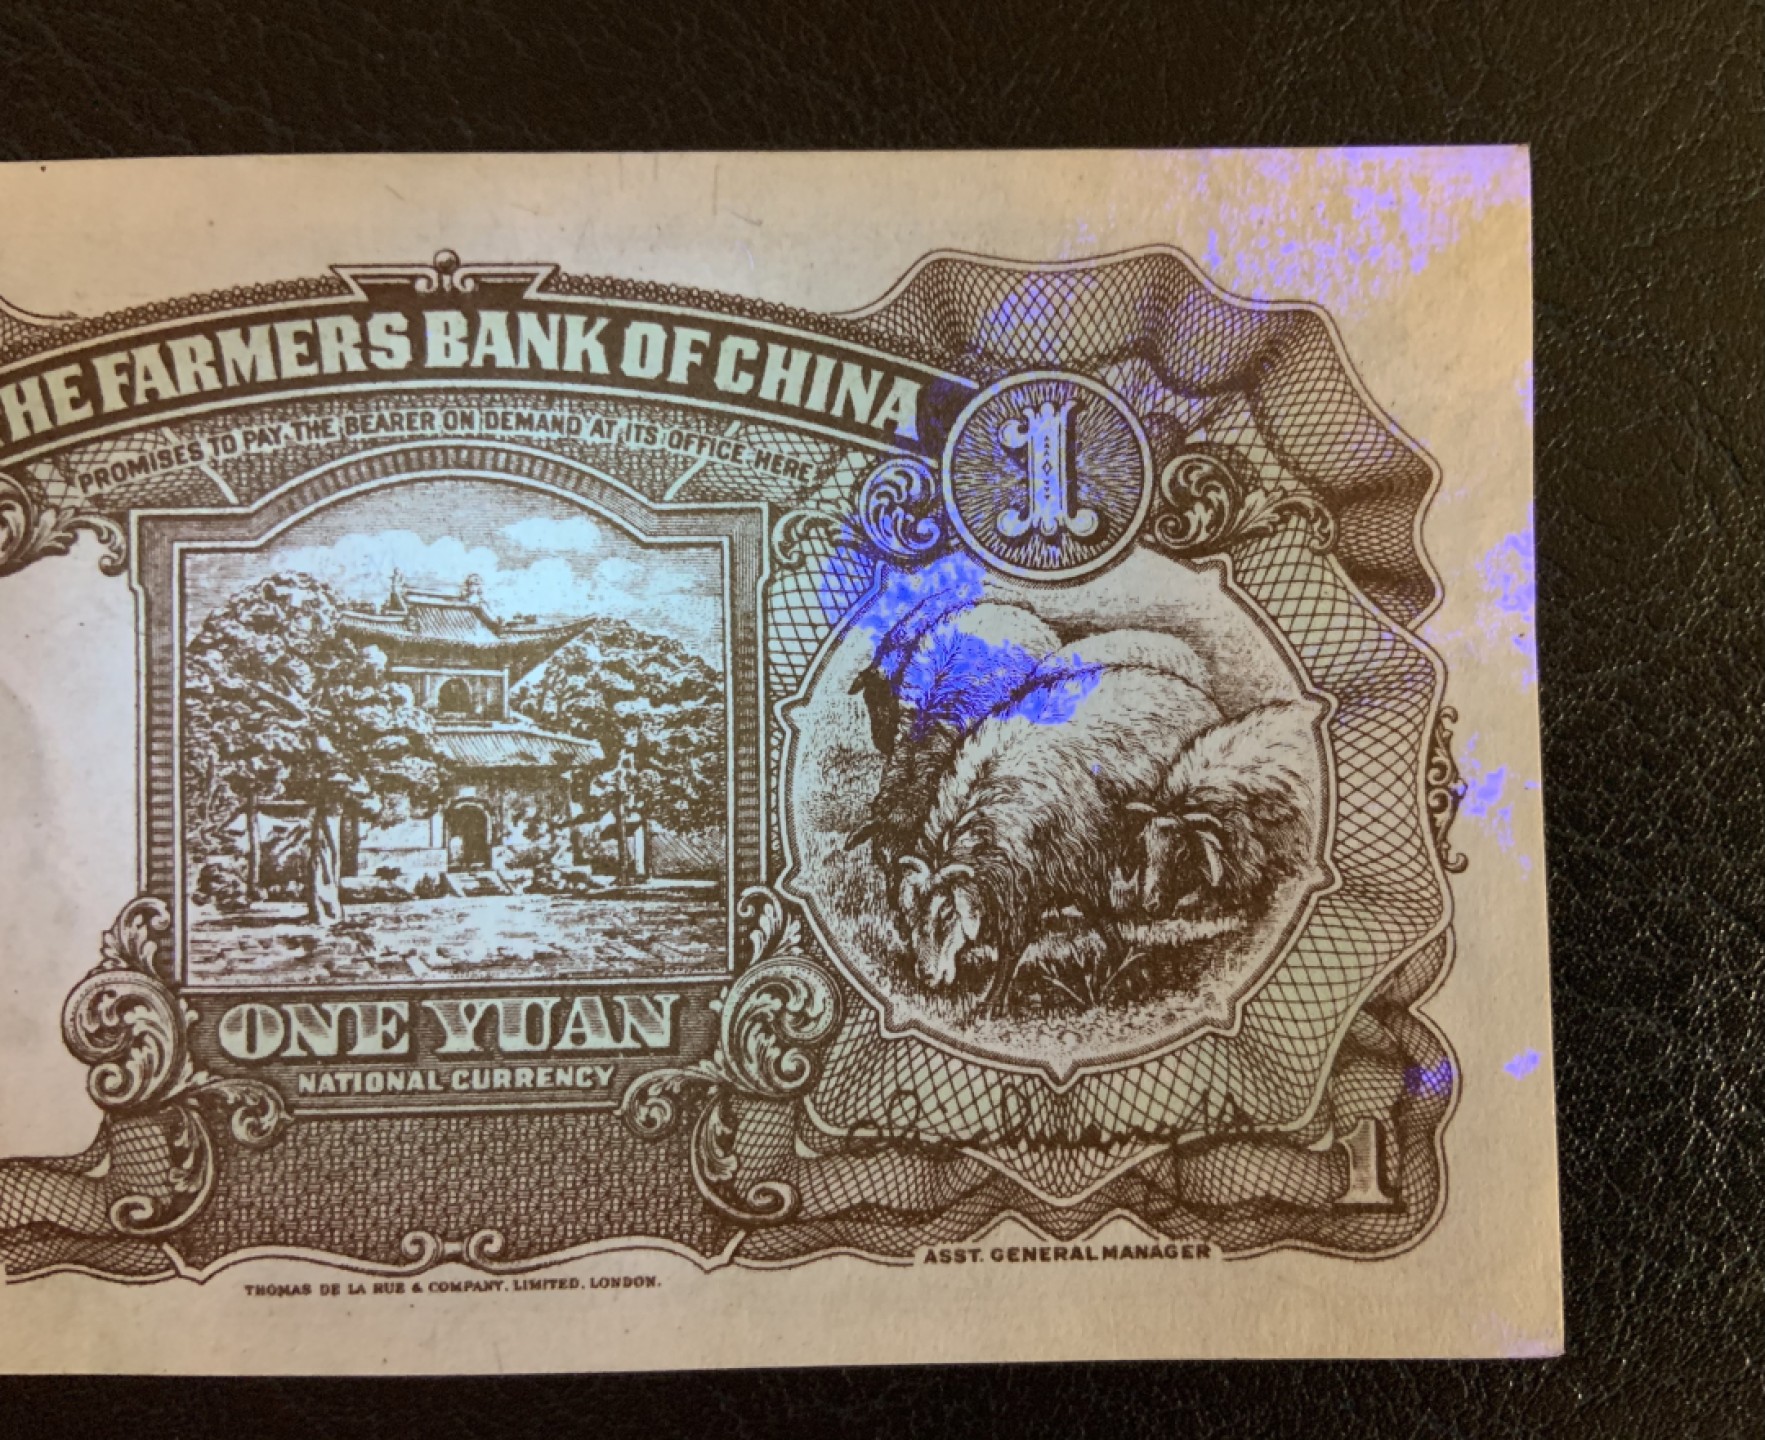 HE FARMERS BANK OF CHINA
PROMISES TO PAY THE BEARER ON DEMAND AT ITS OFFICE HERE
1
ONE YUAN
NATIONAL CURRENCY
1
ASST. GENERAL MANAGER
THOMAS DE LA RUE & COMPANY, LIMITED, LONDON.